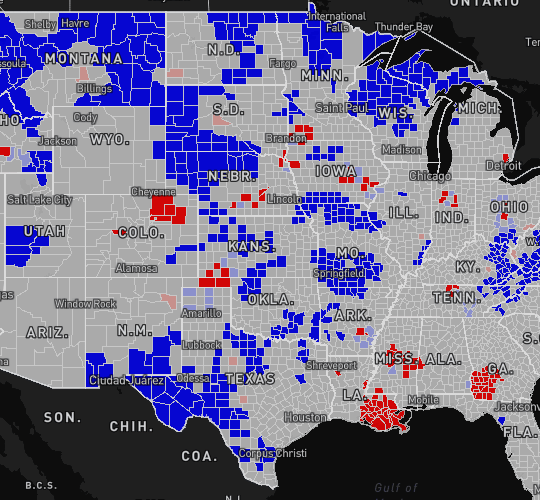 ONTARIO
International
Falls
Shelby
Havre
Thunder Bay
N.D.
MONTANA
Fargo
Billings
MINN.
Cody
S.D.
Saint Paul
WIS.
MICH.
Jackson
WYO.
Brandon
Madison
Detroit
NEBR.
IOWA
Chicago
Cheyenne
Lincoln
Salt Lake City
ILL.
IND.
OHIO
UTAH
COLO.
KANS.
MO.
Alamosa
Springfield
KY.
Window Rock
OKLA.
TENN.
Amarillo
ARK.
ARIZ.
N.M.
Lubbock
MISS.
ALA.
GA.
Shreveport
Ciudad Juárez
Odessa
TEXAS
LA.
Mobile
Jacksonv
SON.
CHIH.
Houston
FLA.
COA.
Corpus Christi
B.C.S.
Gulf of